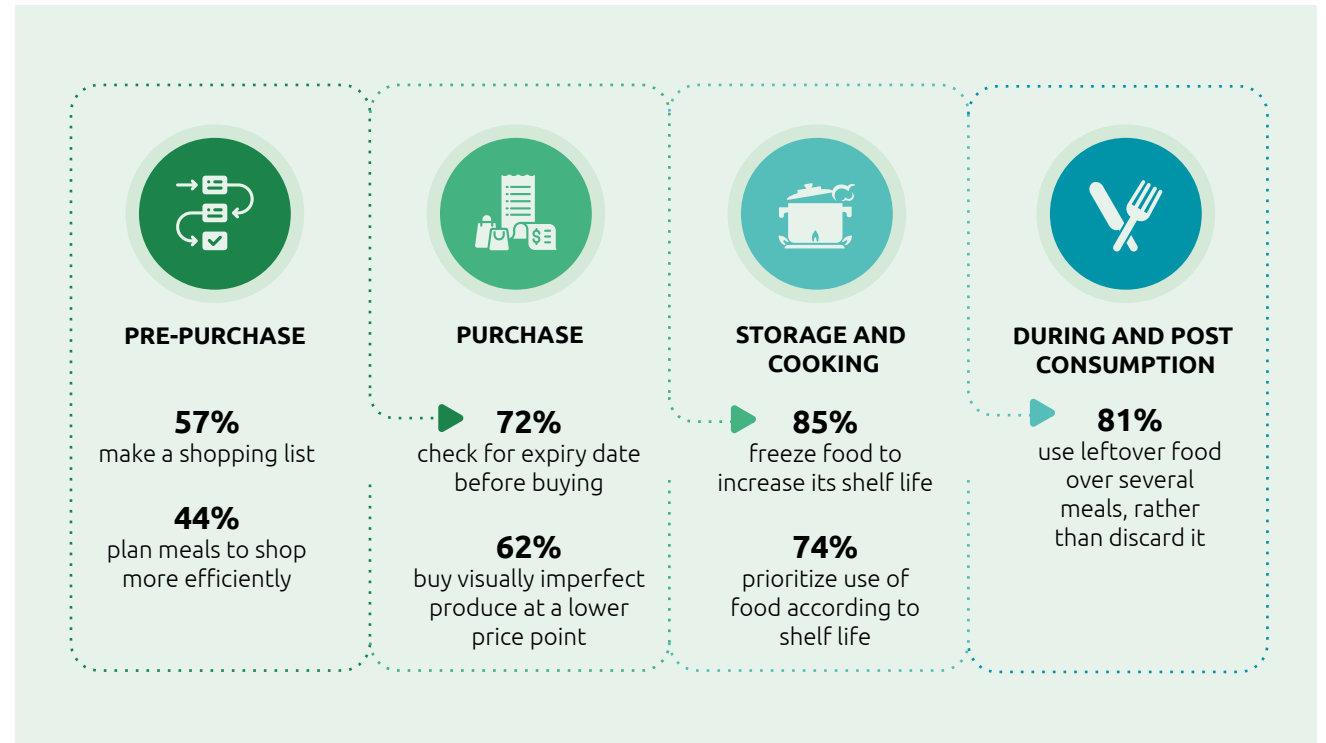 PRE-PURCHASE
57%
make a shopping list
44%
plan meals to shop
more efficiently
PURCHASE
72%
check for expiry date
before buying
62%
buy visually imperfect
produce at a lower
price point
STORAGE AND
COOKING
85%
freeze food to
increase its shelf life
74%
prioritize use of
food according to
shelf life
DURING AND POST
CONSUMPTION
81%
use leftover food
over several
meals, rather
than discard it